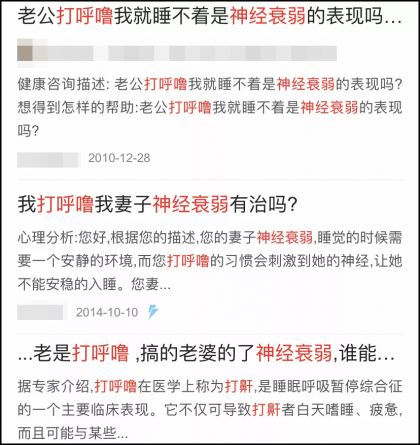 老公打呼噜我就睡不着是神经衰弱的表现吗...
健康咨询描述: 老公打呼噜我就睡不着是神经衰弱的表现吗?
想得到怎样的帮助:老公打呼噜我就睡不着是神经衰弱的表现
吗?
2010-12-28
我打呼噜我妻子神经衰弱有治吗?
心理分析:您好,根据您的描述,您的妻子神经衰弱,睡觉的时候需
要一个安静的环境,而您打呼噜的习惯会刺激到她的神经,让她
不能安稳的入睡。您妻...
2014-10-10
...老是打呼噜 ,搞的老婆的了神经衰弱,谁能...
据专家介绍,打呼噜在医学上称为打鼾,是睡眠呼吸暂停综合征
的一个主要临床表现。它不仅可导致打鼾者白天嗜睡、疲惫,
而且可能与某些...